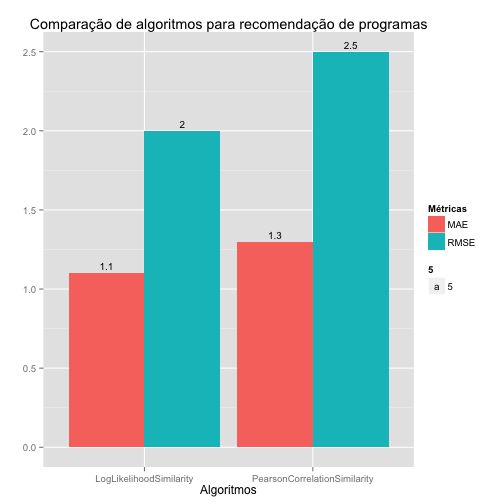 Comparação de algoritmos para recomendação de programas
2.5
2.0
1.5
1.0
0.5
0.0
1.1
2
1.3
2.5
LogLikelihoodSimilarity
PearsonCorrelationSimilarity
Algoritmos
Métricas
MAE
RMSE
5
a 5